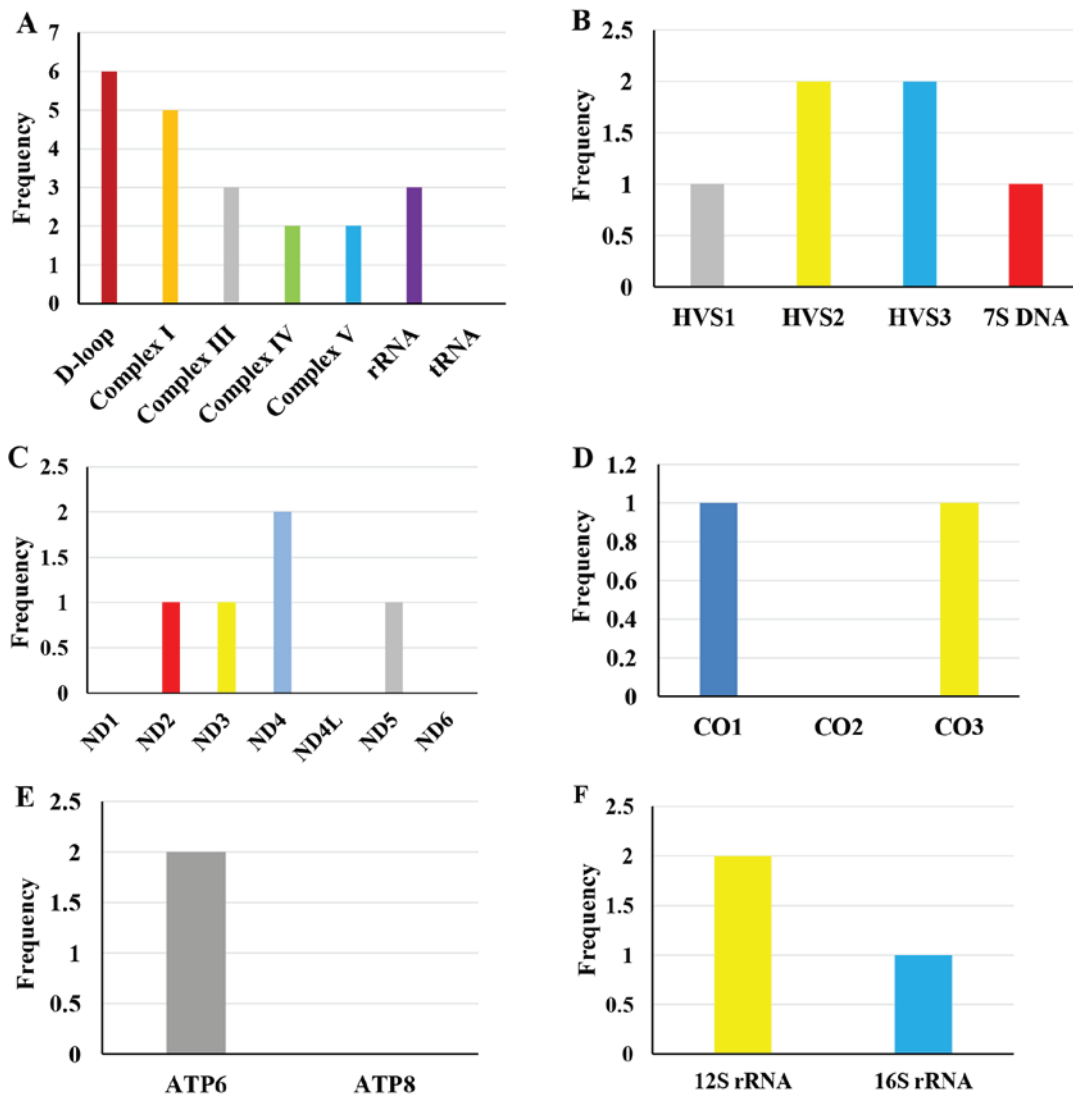 A
7
6
5
4
3
2
1
0
Frequency
D-loop
Complex I
Complex III
Complex IV
Complex V
rRNA
tRNA
B
2.5
2
1.5
1
0.5
0
Frequency
HVS1 HVS2 HVS3 7S DNA
C
2.5
2
1.5
1
0.5
0
Frequency
ND1
ND2
ND3
ND4
ND4L
ND5
ND6
D
1.2
1
0.8
0.6
0.4
0.2
0
Frequency
CO1 CO2 CO3
E
2.5
2
1.5
1
0.5
0
Frequency
ATP6 ATP8
F
2.5
2
1.5
1
0.5
0
Frequency
12S rRNA 16S rRNA